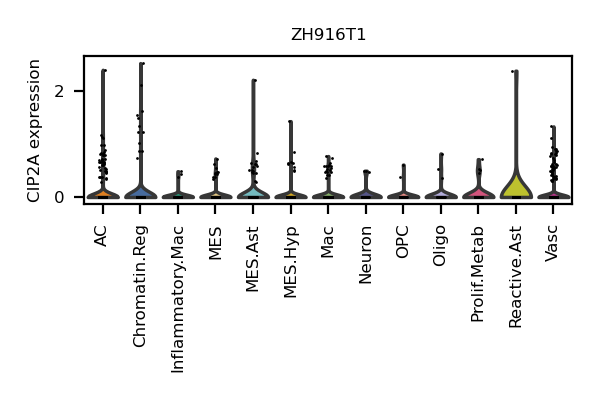 ZH916T1
CIP2A expression
2
0
AC
Chromatin.Reg
Inflammatory.Mac
MES
MES.Ast
MES.Hyp
Mac
Neuron
OPC
Oligo
Prolif.Metab
Reactive.Ast
Vasc